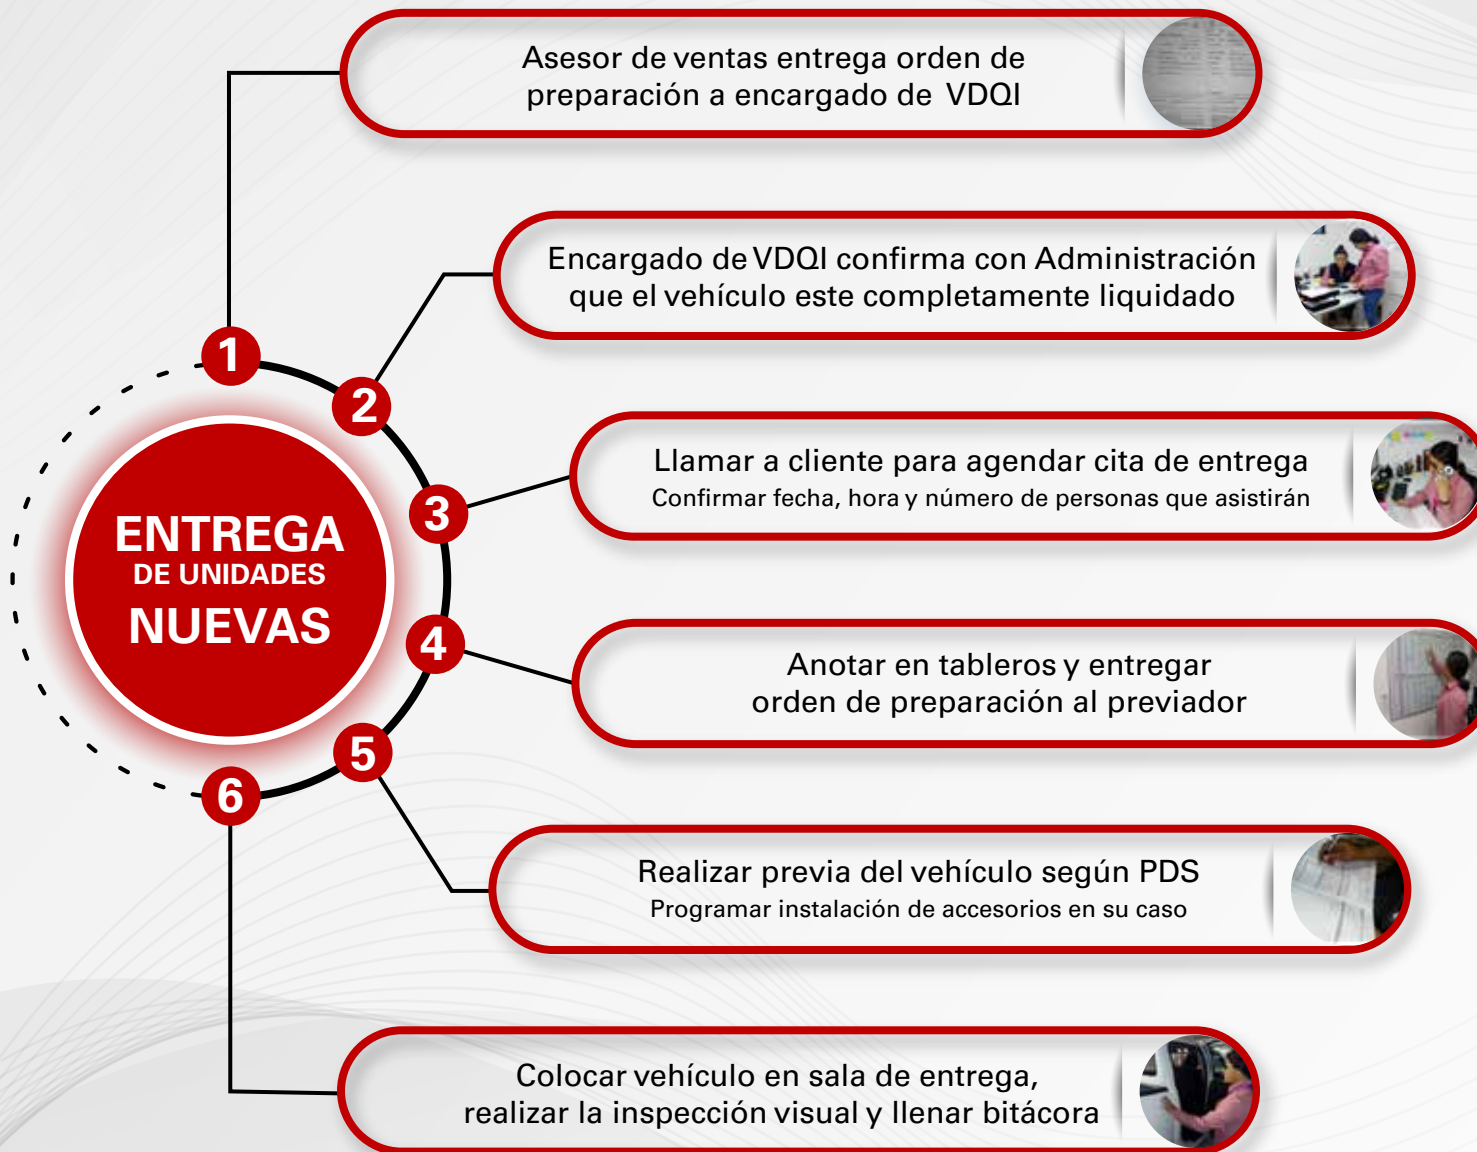 Asesor de ventas entrega orden de
preparación a encargado de VDQI
Encargado de VDQI confirma con Administración
que el vehículo este completamente liquidado
Llamar a cliente para agendar cita de entrega
Confirmar fecha, hora y número de personas que asistirán
Anotar en tableros y entregar
orden de preparación al previador
Realizar previa del vehículo según PDS
Programar instalación de accesorios en su caso
Colocar vehículo en sala de entrega,
realizar la inspección visual y llenar bitácora
1
2
3
4
5
6
ENTREGA
DE UNIDADES
NUEVAS